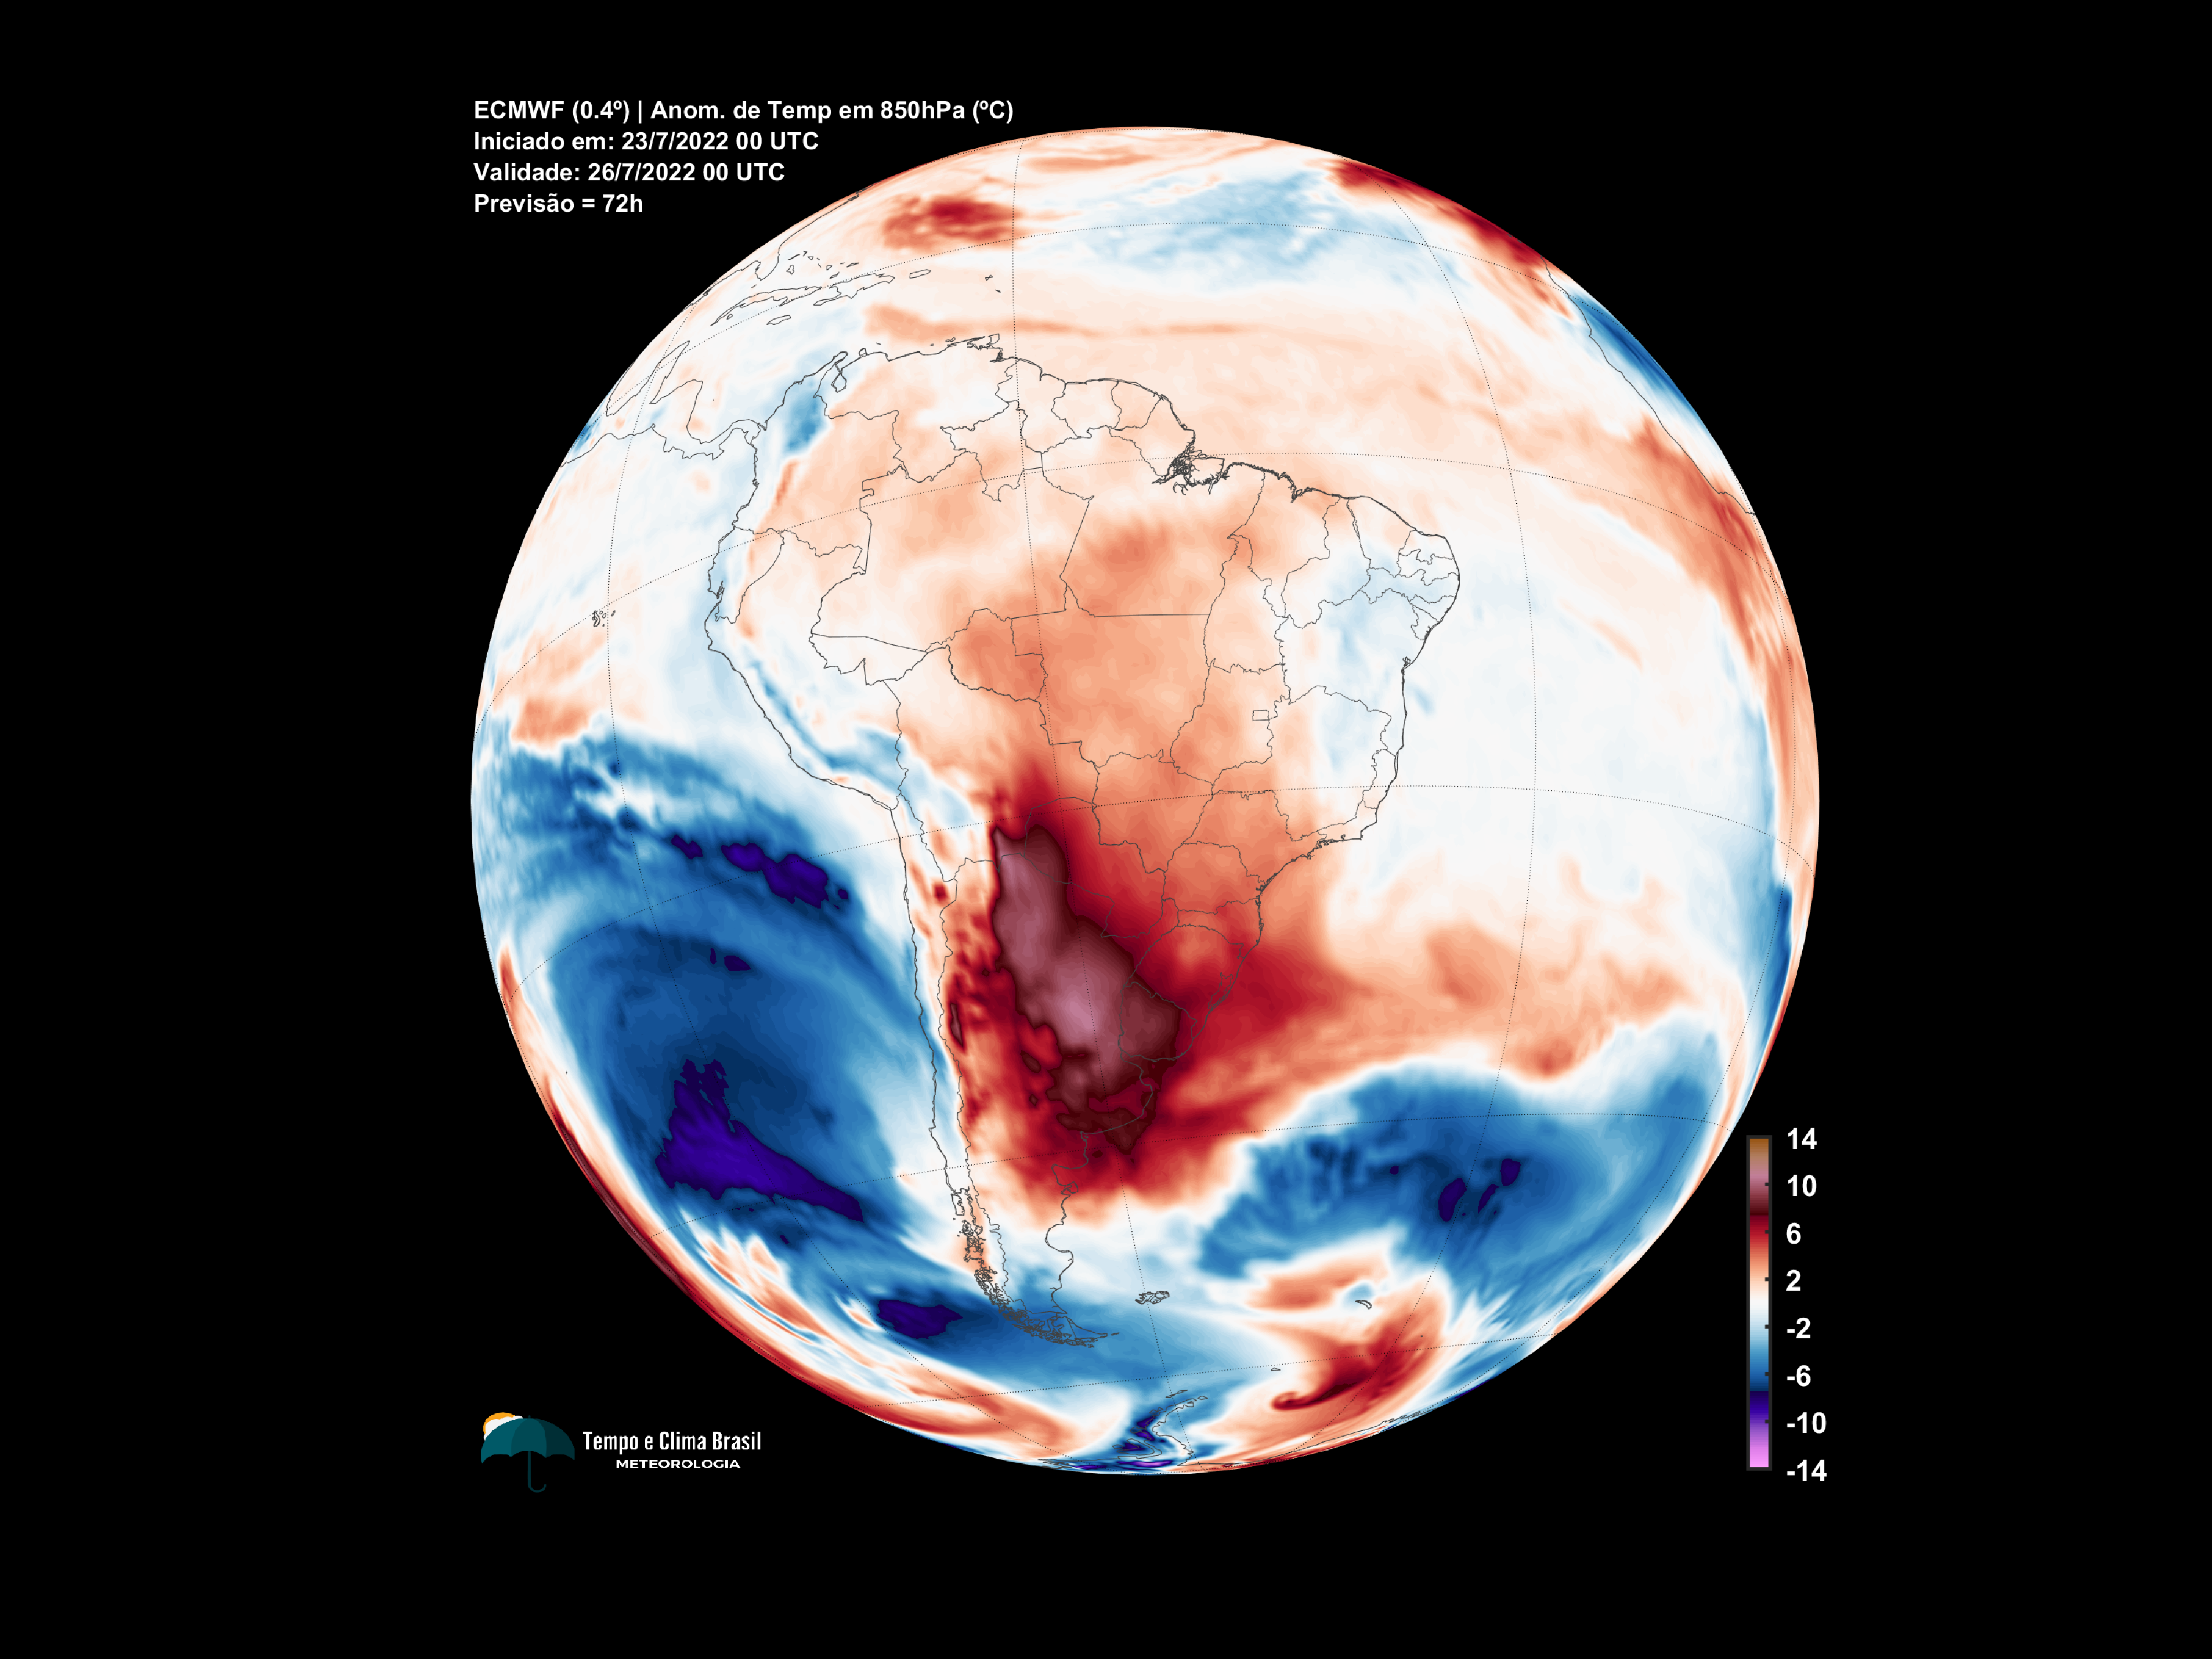 ECMWF (0.4º) | Anom. de Temp em 850hPa (ºC)
Iniciado em: 23/7/2022 00 UTC
Validade: 26/7/2022 00 UTC
Previsão = 72h
14
10
6
2
-2
-6
-10
-14
Tempo e Clima Brasil
METEOROLOGIA